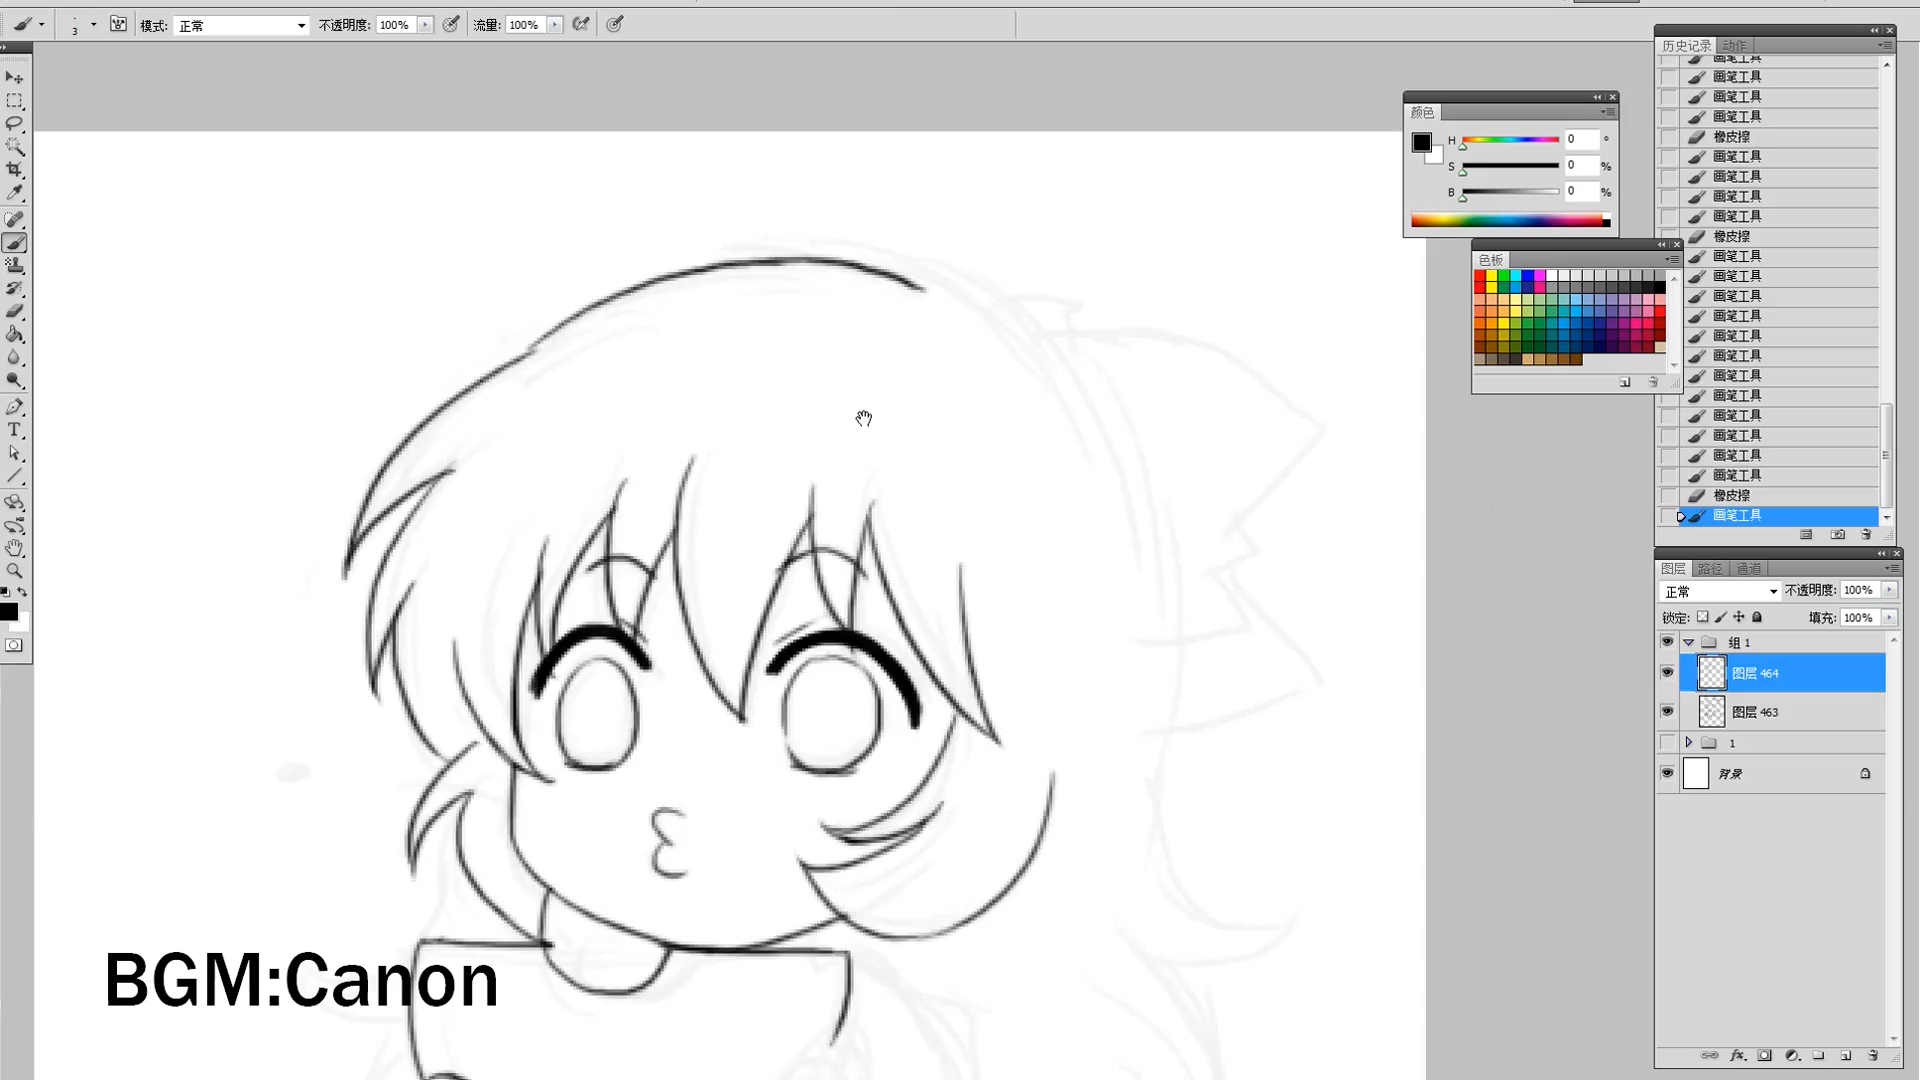 3 模式: 正常 不透明度: 100% 流量: 100%
历史记录 动作
画笔工具
画笔工具
画笔工具
画笔工具
橡皮擦
画笔工具
画笔工具
画笔工具
画笔工具
橡皮擦
画笔工具
画笔工具
画笔工具
画笔工具
画笔工具
画笔工具
画笔工具
画笔工具
画笔工具
画笔工具
画笔工具
画笔工具
橡皮擦
画笔工具
颜色
H 0 °
S 0 %
B 0 %
色板
图层 路径 通道
正常 不透明度: 100%
锁定: 填充: 100%
组 1
图层 464
图层 463
1
背景
BGM:Canon